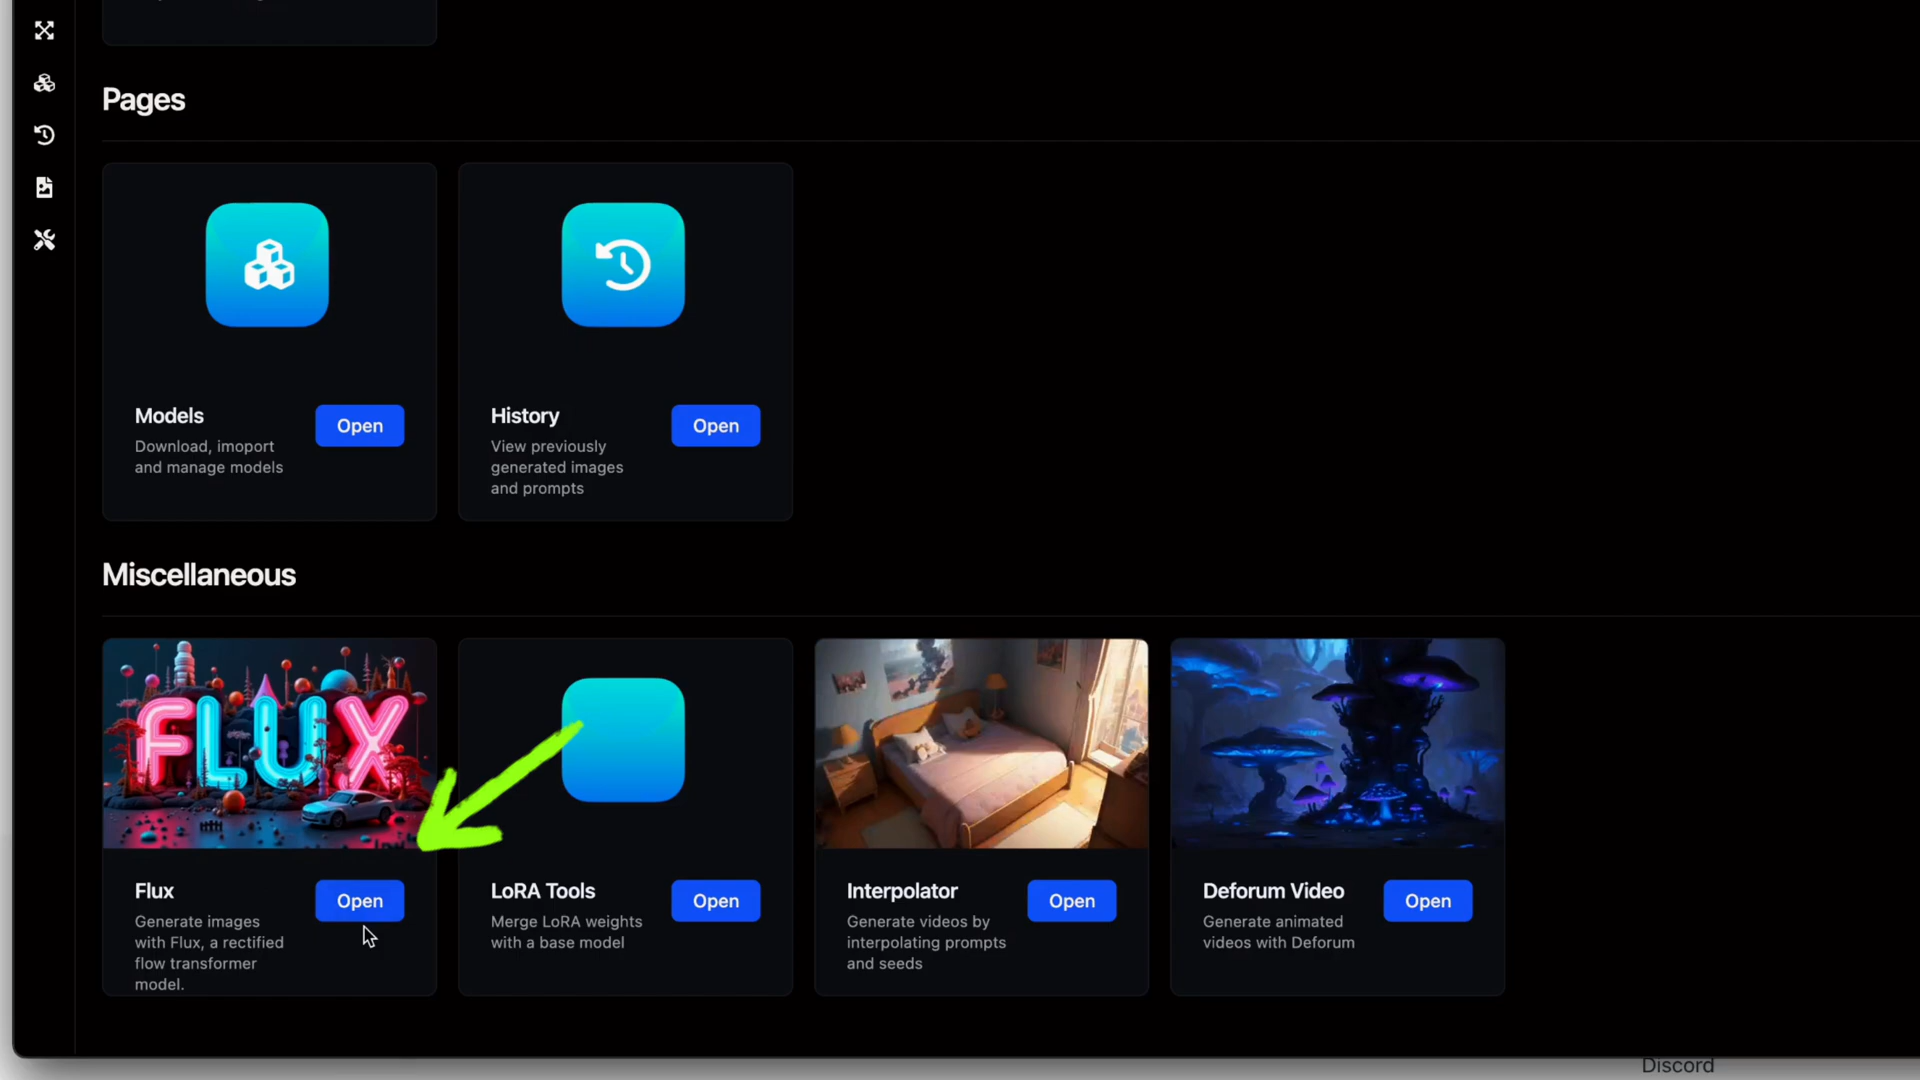 Pages
Models
Open
Download, imoport
and manage models
History
Open
View previously
generated images
and prompts
Miscellaneous
FLUX
Flux
Open
Generate images
with Flux, a rectified
flow transformer
model.
LoRA Tools
Open
Merge LoRA weights
with a base model
Interpolator
Open
Generate videos by
interpolating prompts
and seeds
Deforum Video
Open
Generate animated
videos with Deforum
Discord